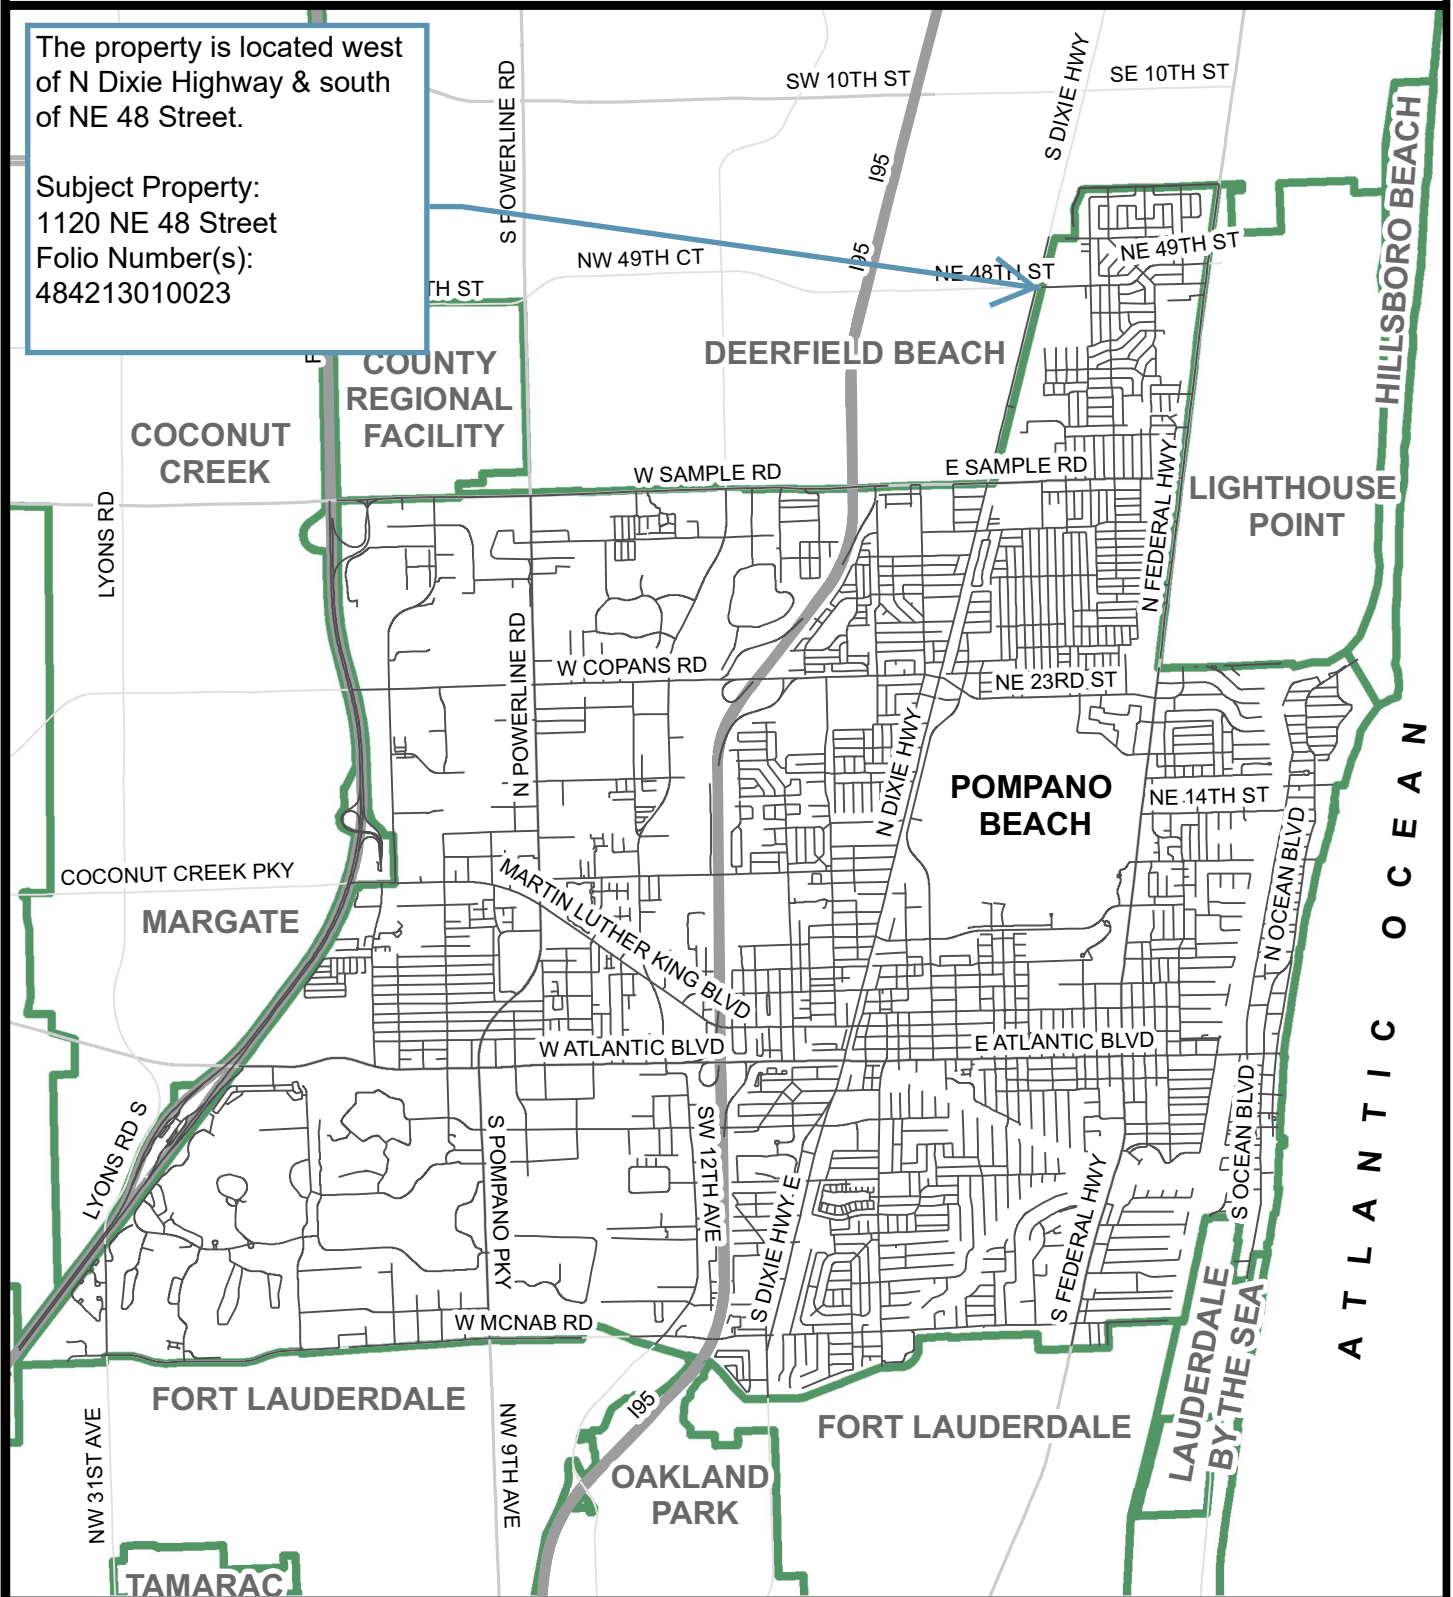 The property is located west
of N Dixie Highway & south
of NE 48 Street.
Subject Property:
1120 NE 48 Street
Folio Number(s):
484213010023
SW 10TH ST
SE 10TH ST
S DIXIE HWY
S POWERLINE RD
I95
I95
HILLSBORO BEACH
NW 49TH CT
NE 48TH ST
NE 49TH ST
TH ST
DEERFIELD BEACH
COUNTY
REGIONAL
FACILITY
COCONUT
CREEK
LYONS RD
W SAMPLE RD
E SAMPLE RD
N FEDERAL HWY
LIGHTHOUSE
POINT
N POWERLINE RD
W COPANS RD
NE 23RD ST
N DIXIE HWY
POMPANO
BEACH
NE 14TH ST
N OCEAN BLVD
ATLANTIC OCEAN
COCONUT CREEK PKY
MARGATE
MARTIN LUTHER KING BLVD
W ATLANTIC BLVD
E ATLANTIC BLVD
LYONS RD S
S POMPANO PKY
SW 12TH AVE
S DIXIE HWY E
S FEDERAL HWY
S OCEAN BLVD
W MCNAB RD
LAUDERDALE
BY THE SEA
FORT LAUDERDALE
FORT LAUDERDALE
I95
NW 31ST AVE
NW 9TH AVE
OAKLAND
PARK
TAMARAC